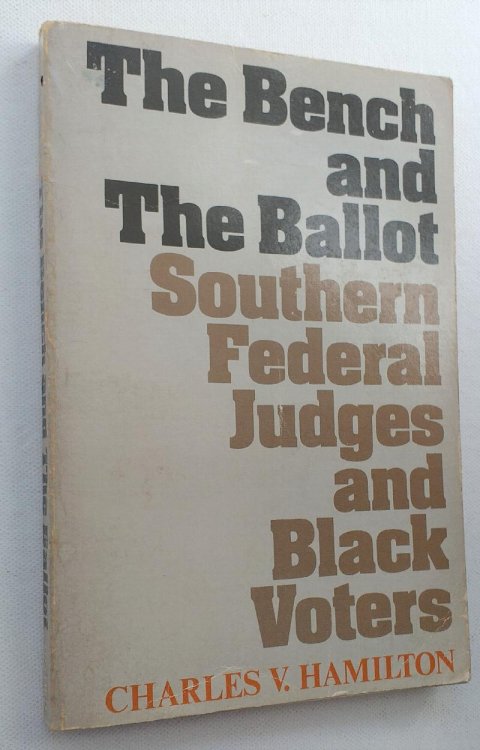 The Bench
and
The Ballot
Southern
Federal
Judges
and
Black
Voters
CHARLES V. HAMILTON